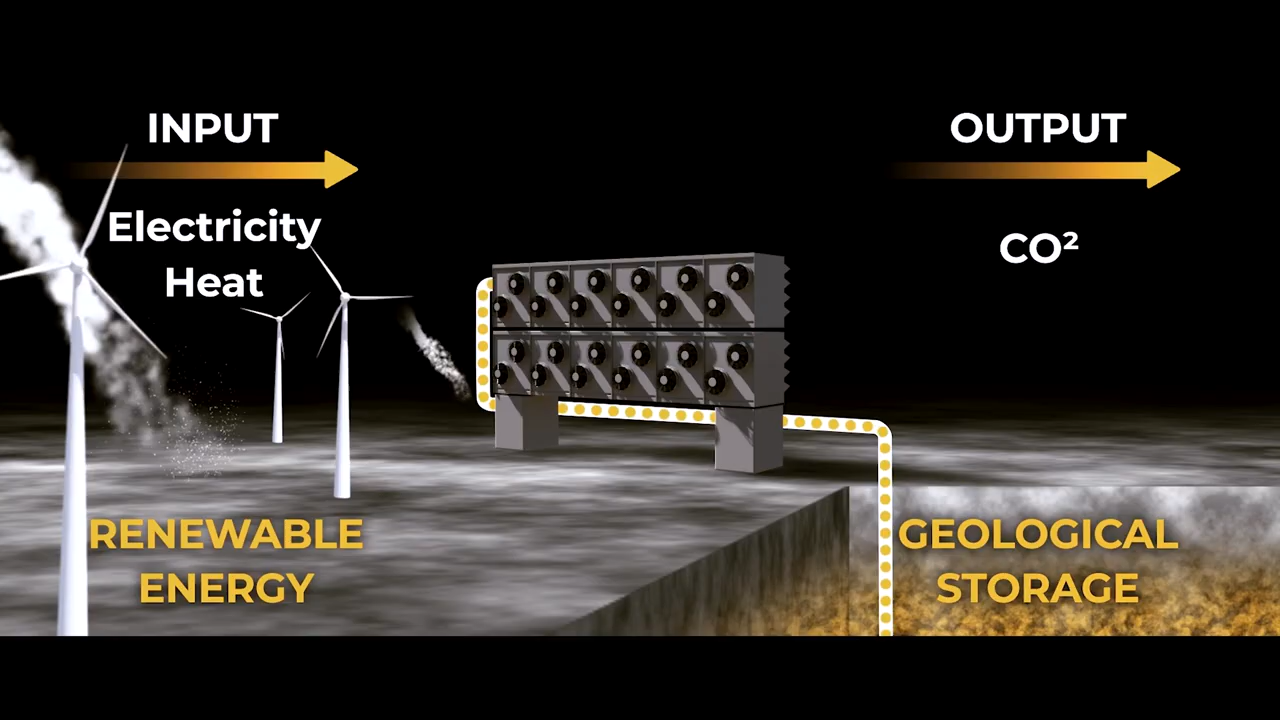 INPUT
OUTPUT
Electricity
Heat
CO²
RENEWABLE
ENERGY
GEOLOGICAL
STORAGE